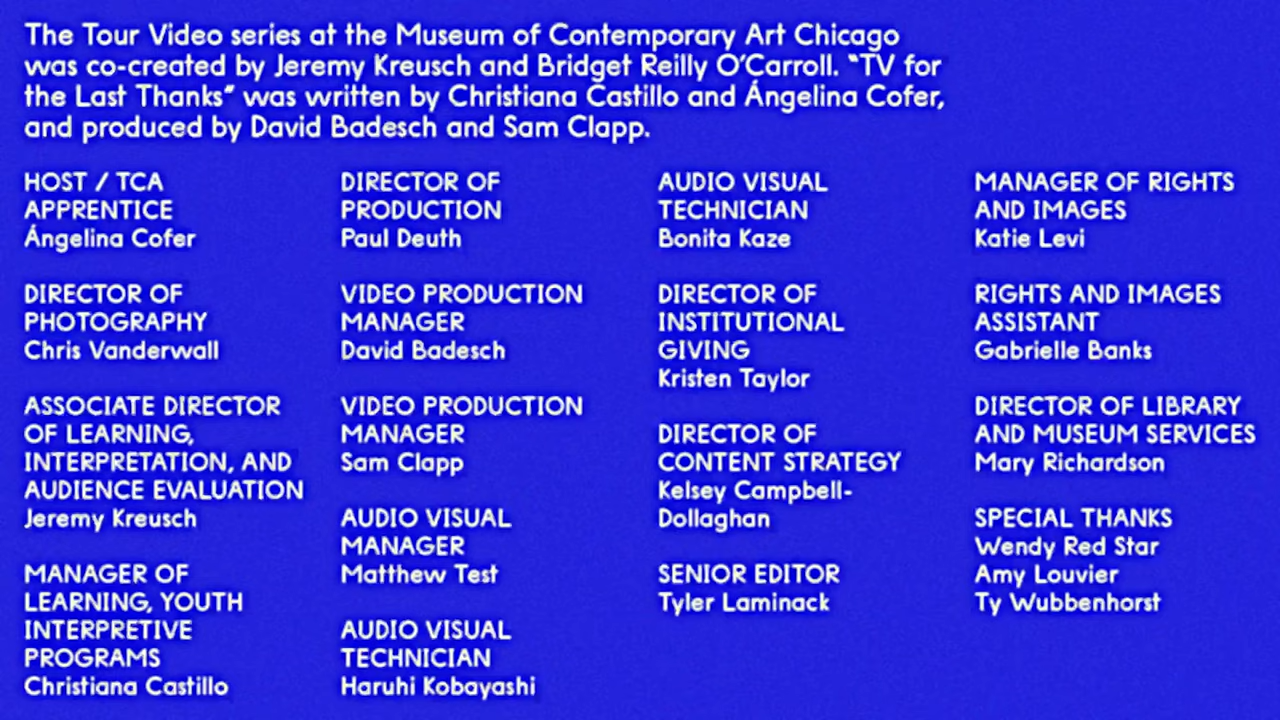 The Tour Video series at the Museum of Contemporary Art Chicago
was co-created by Jeremy Kreusch and Bridget Reilly O’Carroll. “TV for
the Last Thanks” was written by Christiana Castillo and Ángelina Cofer,
and produced by David Badesch and Sam Clapp.
HOST / TCA
APPRENTICE
Ángelina Cofer
DIRECTOR OF
PHOTOGRAPHY
Chris Vanderwall
ASSOCIATE DIRECTOR
OF LEARNING,
INTERPRETATION, AND
AUDIENCE EVALUATION
Jeremy Kreusch
MANAGER OF
LEARNING, YOUTH
INTERPRETIVE
PROGRAMS
Christiana Castillo
DIRECTOR OF
PRODUCTION
Paul Deuth
VIDEO PRODUCTION
MANAGER
David Badesch
VIDEO PRODUCTION
MANAGER
Sam Clapp
AUDIO VISUAL
MANAGER
Matthew Test
AUDIO VISUAL
TECHNICIAN
Haruhi Kobayashi
AUDIO VISUAL
TECHNICIAN
Bonita Kaze
DIRECTOR OF
INSTITUTIONAL
GIVING
Kristen Taylor
DIRECTOR OF
CONTENT STRATEGY
Kelsey Campbell-
Dollaghan
SENIOR EDITOR
Tyler Laminack
MANAGER OF RIGHTS
AND IMAGES
Katie Levi
RIGHTS AND IMAGES
ASSISTANT
Gabrielle Banks
DIRECTOR OF LIBRARY
AND MUSEUM SERVICES
Mary Richardson
SPECIAL THANKS
Wendy Red Star
Amy Louvier
Ty Wubbenhorst